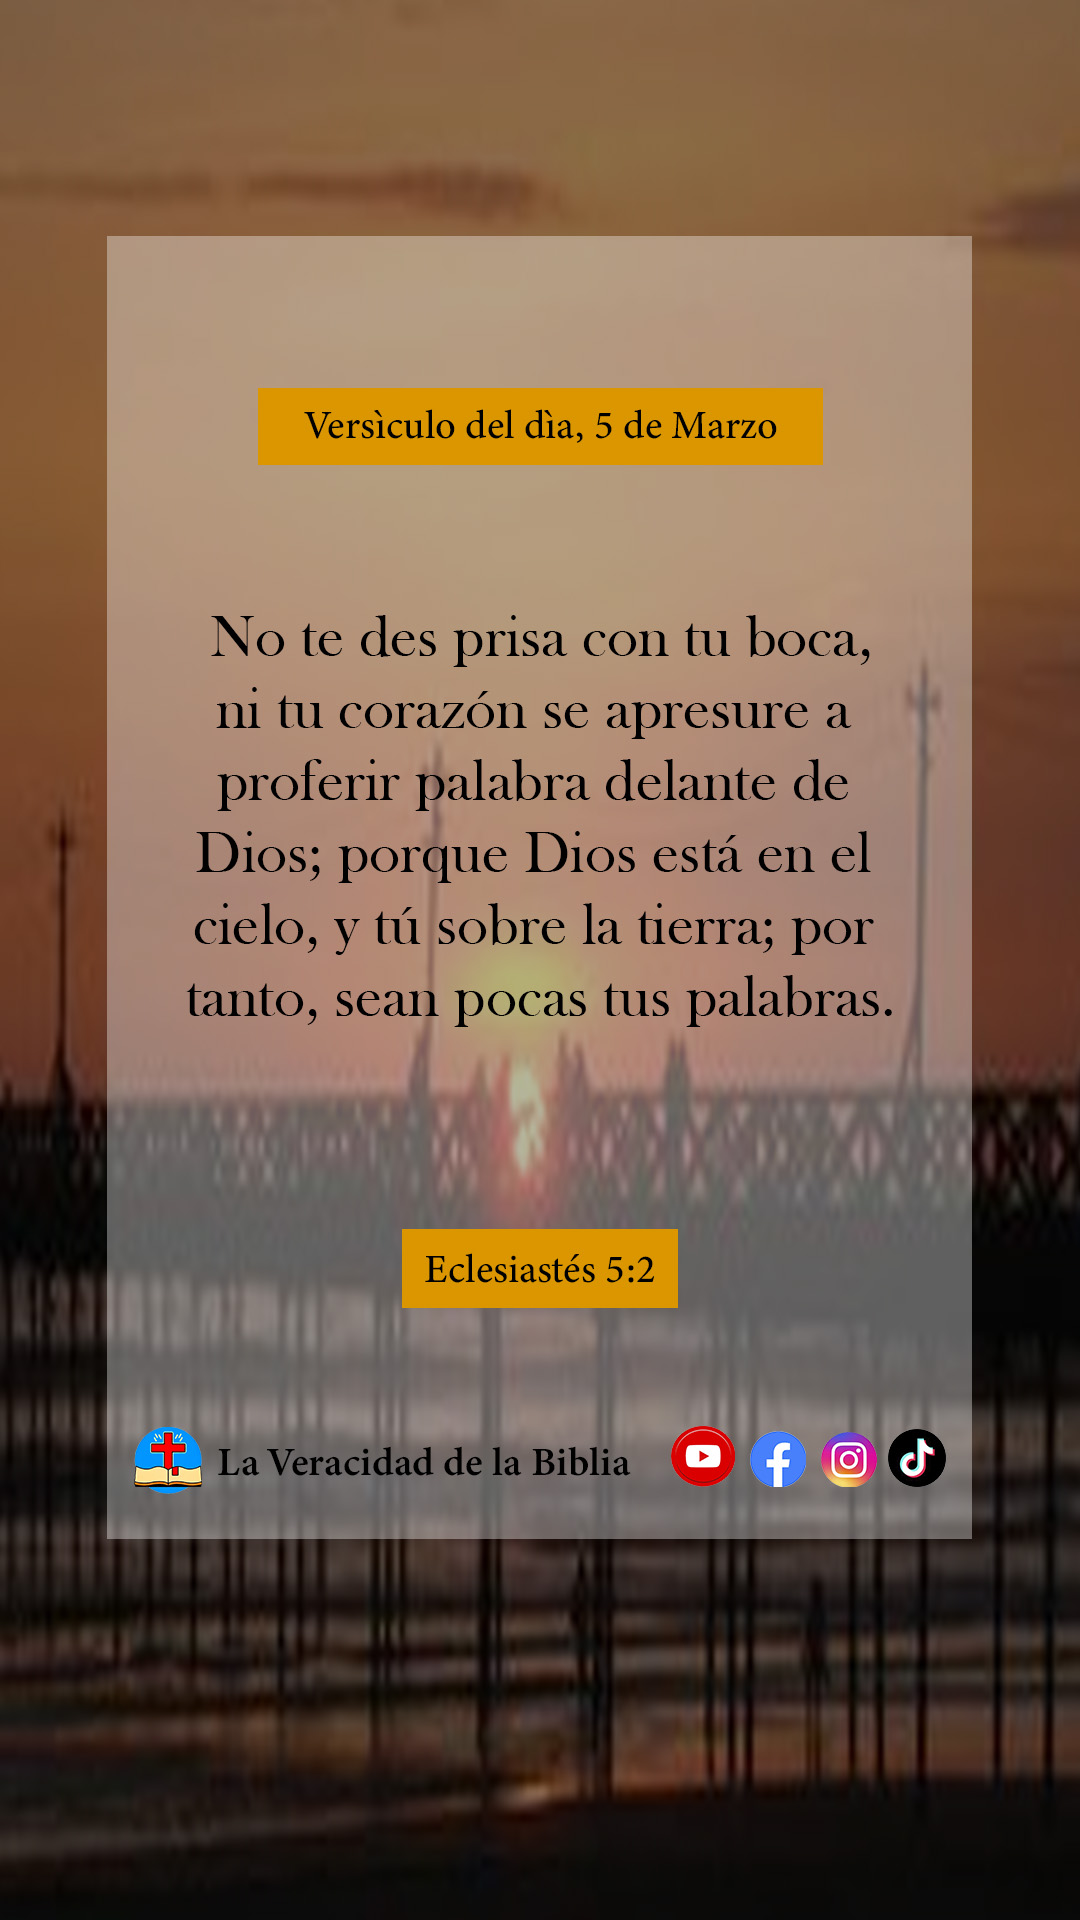 Versìculo del dìa, 5 de Marzo
No te des prisa con tu boca,
ni tu corazón se apresure a
proferir palabra delante de
Dios; porque Dios está en el
cielo, y tú sobre la tierra; por
tanto, sean pocas tus palabras.
Eclesiastés 5:2
La Veracidad de la Biblia